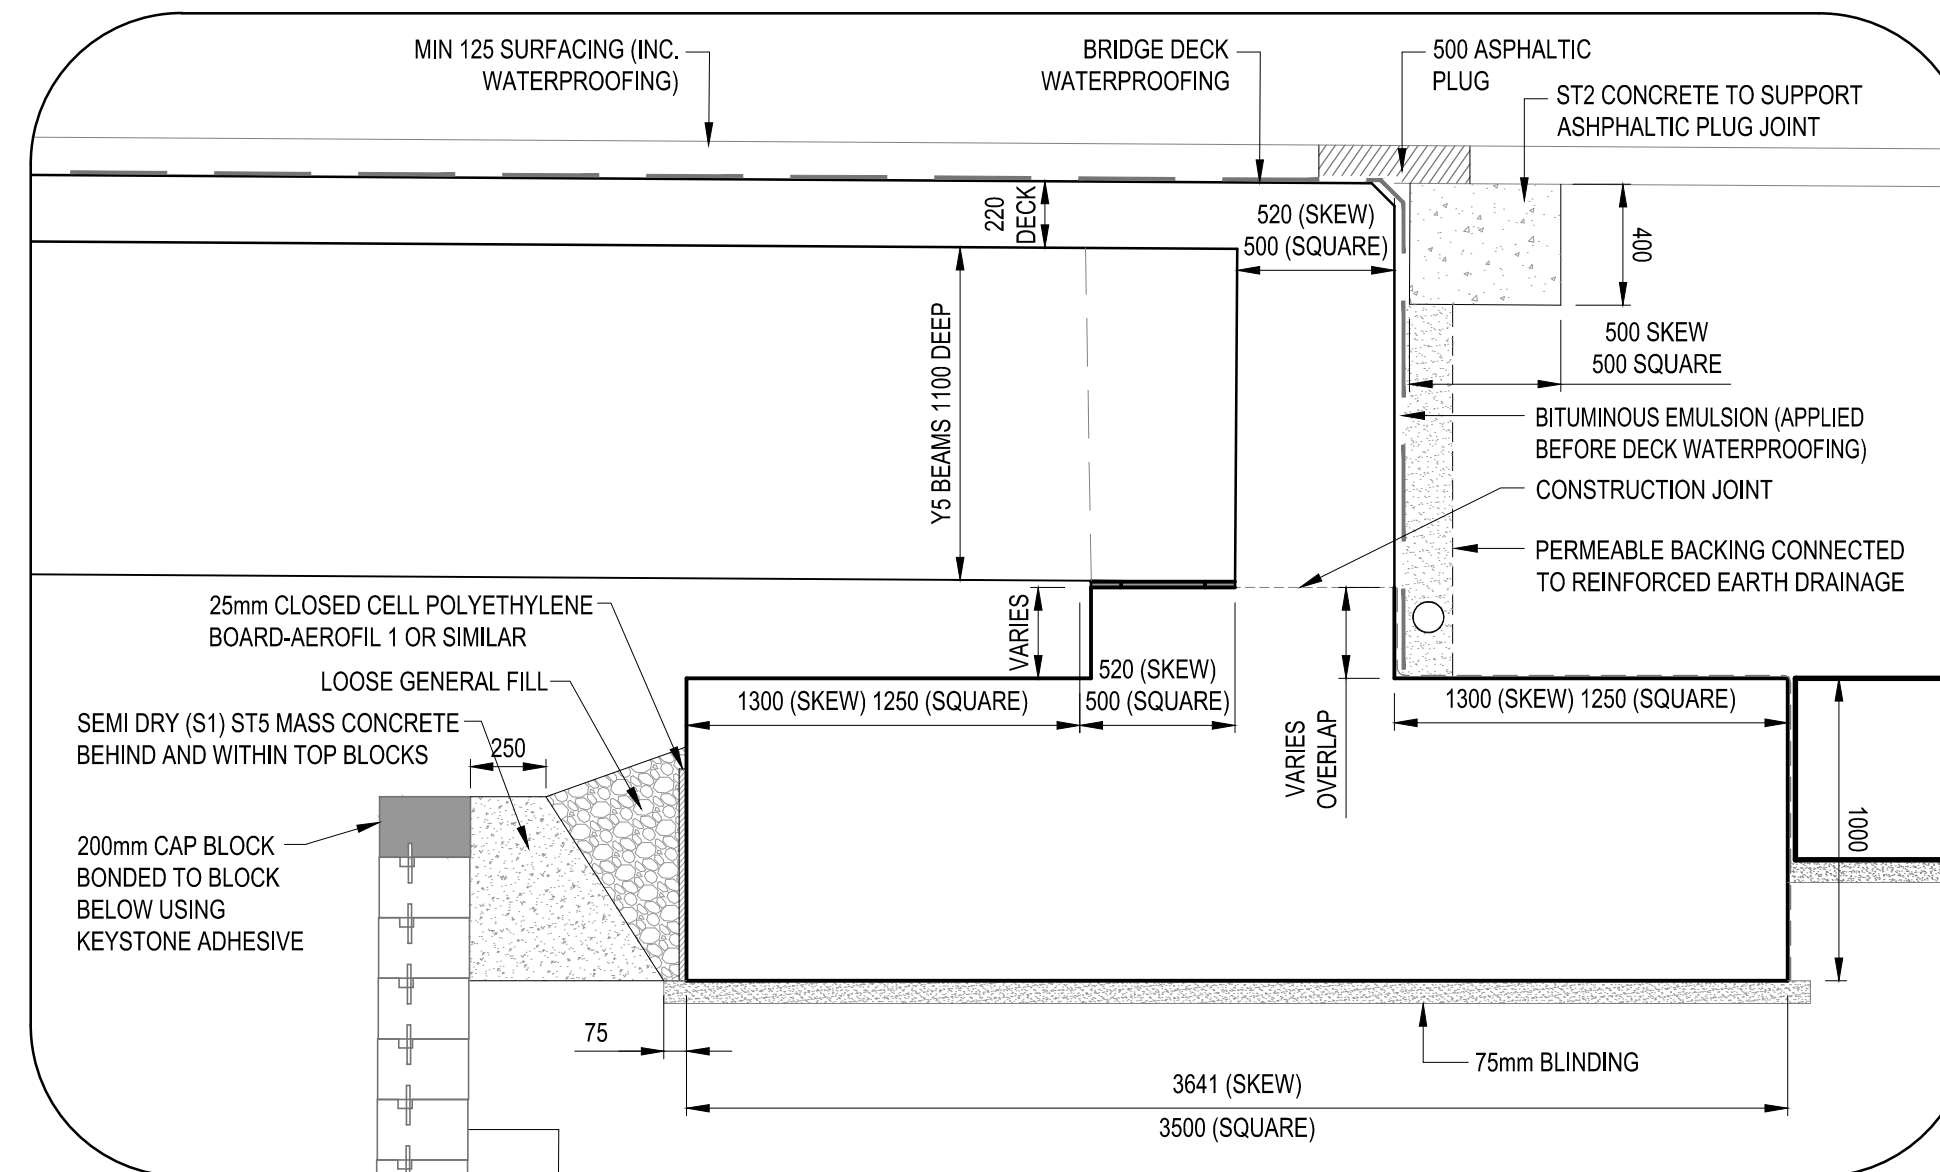 MIN 125 SURFACING (INC.
WATERPROOFING)
BRIDGE DECK
WATERPROOFING
500 ASPHALTIC
PLUG
ST2 CONCRETE TO SUPPORT
ASHPHALTIC PLUG JOINT
220
DECK
520 (SKEW)
500 (SQUARE)
400
500 SKEW
500 SQUARE
Y5 BEAMS 1100 DEEP
BITUMINOUS EMULSION (APPLIED
BEFORE DECK WATERPROOFING)
CONSTRUCTION JOINT
PERMEABLE BACKING CONNECTED
TO REINFORCED EARTH DRAINAGE
25mm CLOSED CELL POLYETHYLENE
BOARD-AEROFIL 1 OR SIMILAR
LOOSE GENERAL FILL
VARIES
520 (SKEW)
500 (SQUARE)
1300 (SKEW) 1250 (SQUARE)
1300 (SKEW) 1250 (SQUARE)
VARIES
OVERLAP
SEMI DRY (S1) ST5 MASS CONCRETE
BEHIND AND WITHIN TOP BLOCKS
250
1000
200mm CAP BLOCK
BONDED TO BLOCK
BELOW USING
KEYSTONE ADHESIVE
75
75mm BLINDING
3641 (SKEW)
3500 (SQUARE)